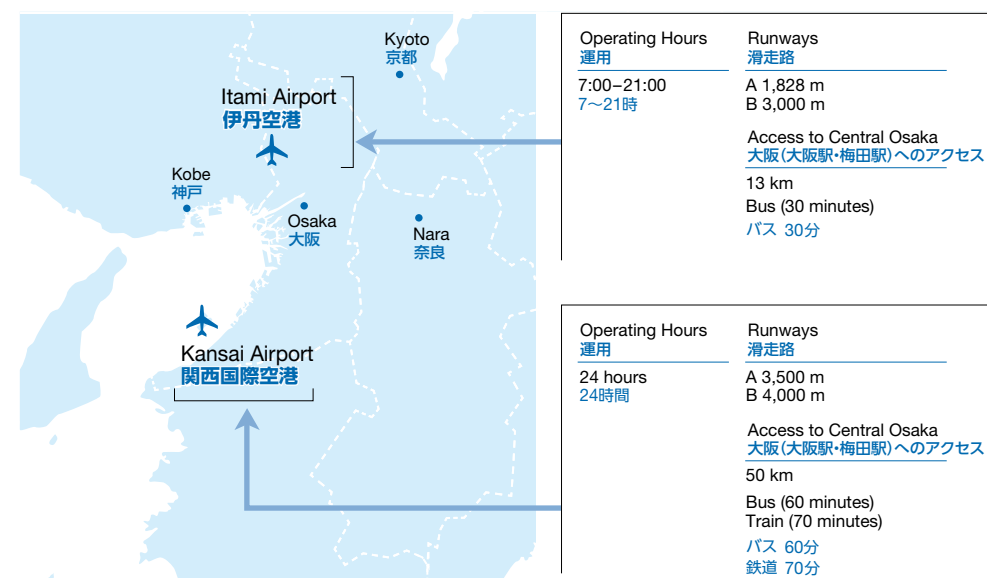 Kyoto
京都
Itami Airport
伊丹空港
Kobe
神戸
Osaka
大阪
Nara
奈良
Kansai Airport
関西国際空港
Operating Hours
運用
7:00–21:00
7〜21時
Runways
滑走路
A 1,828 m
B 3,000 m
Access to Central Osaka
大阪（大阪駅・梅田駅）へのアクセス
13 km
Bus (30 minutes)
バス 30分
Operating Hours
運用
24 hours
24時間
Runways
滑走路
A 3,500 m
B 4,000 m
Access to Central Osaka
大阪（大阪駅・梅田駅）へのアクセス
50 km
Bus (60 minutes)
Train (70 minutes)
バス 60分
鉄道 70分